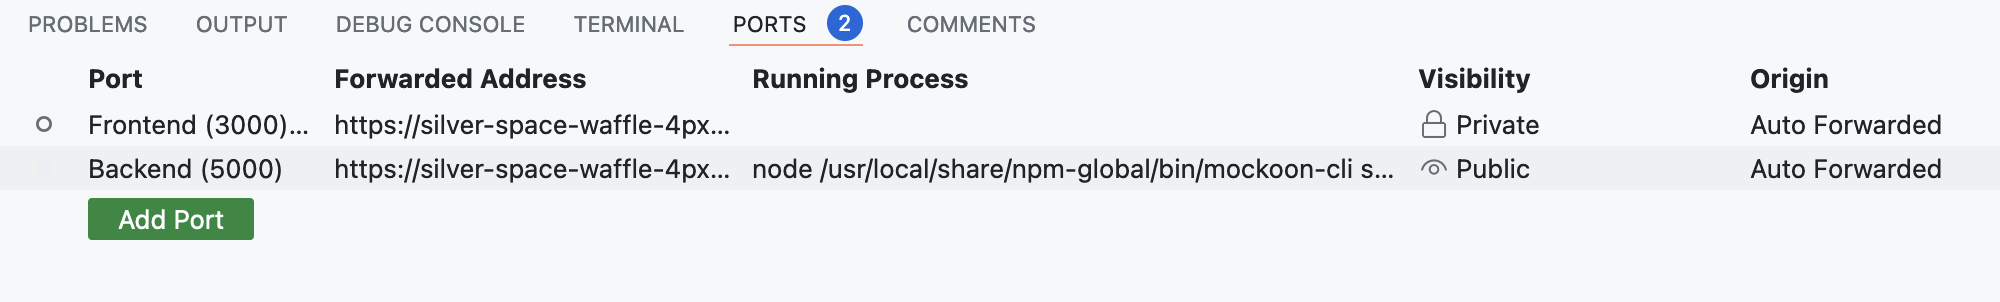 PROBLEMS OUTPUT DEBUG CONSOLE TERMINAL PORTS 2 COMMENTS
Port Forwarded Address Running Process Visibility Origin
Frontend (3000)... https://silver-space-waffle-4px... Private Auto Forwarded
Backend (5000) https://silver-space-waffle-4px... node /usr/local/share/npm-global/bin/mockoon-cli s... Public Auto Forwarded
Add Port